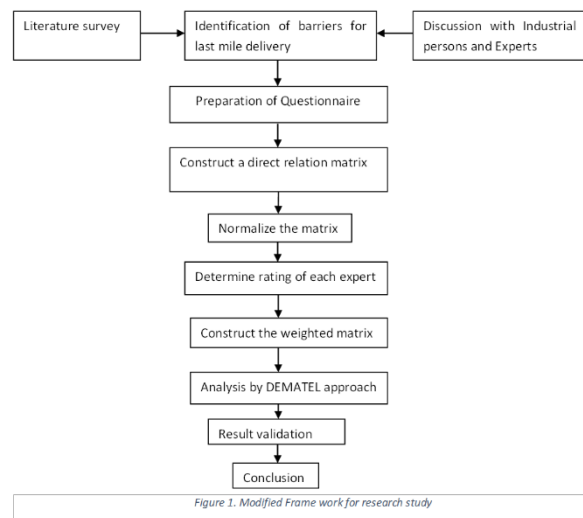 Literature survey
Identification of barriers for
last mile delivery
Discussion with Industrial
persons and Experts
Preparation of Questionnaire
Construct a direct relation matrix
Normalize the matrix
Determine rating of each expert
Construct the weighted matrix
Analysis by DEMATEL approach
Result validation
Conclusion
Figure 1. Modified Frame work for research study